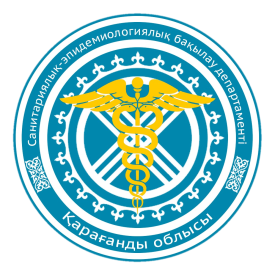 Санитариялық-эпидемиологиялық бақылау департаменті
Қарағанды облысы